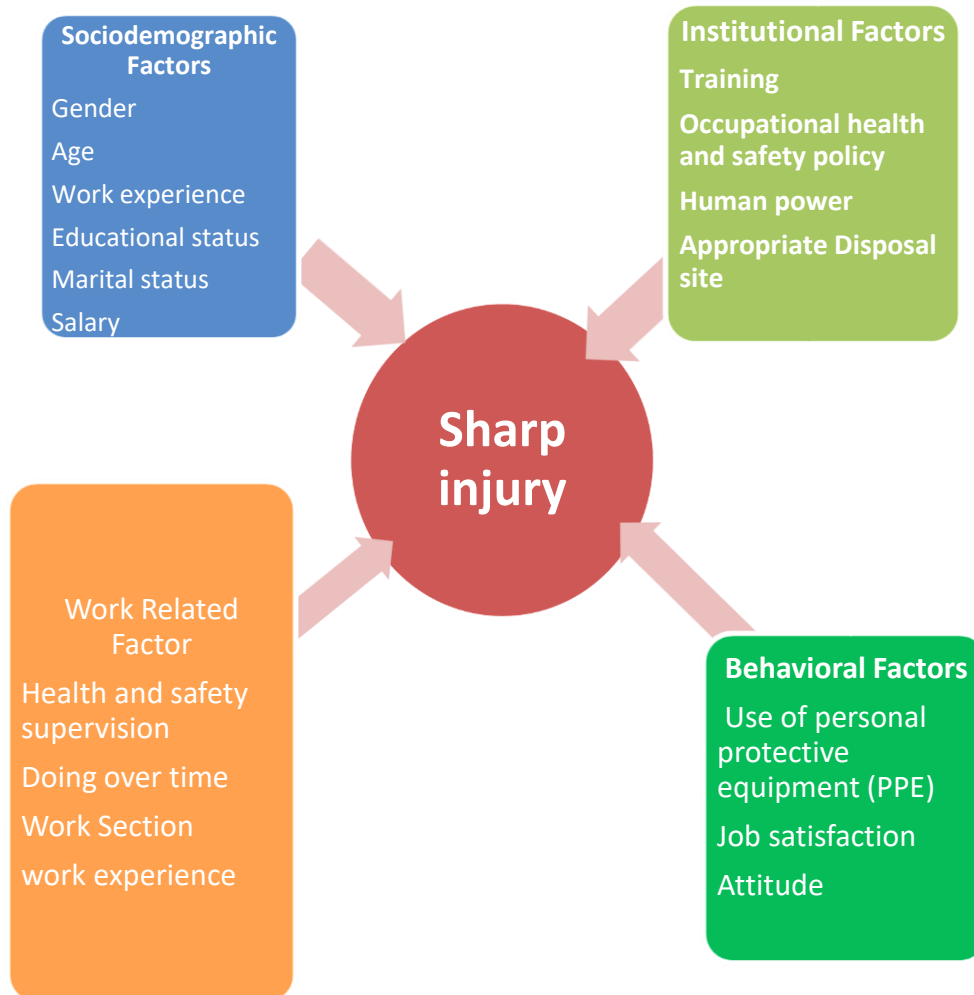 Sociodemographic
Factors
Gender
Age
Work experience
Educational status
Marital status
Salary
Institutional Factors
Training
Occupational health
and safety policy
Human power
Appropriate Disposal
site
Sharp
injury
Work Related
Factor
Health and safety
supervision
Doing over time
Work Section
work experience
Behavioral Factors
Use of personal
protective
equipment (PPE)
Job satisfaction
Attitude